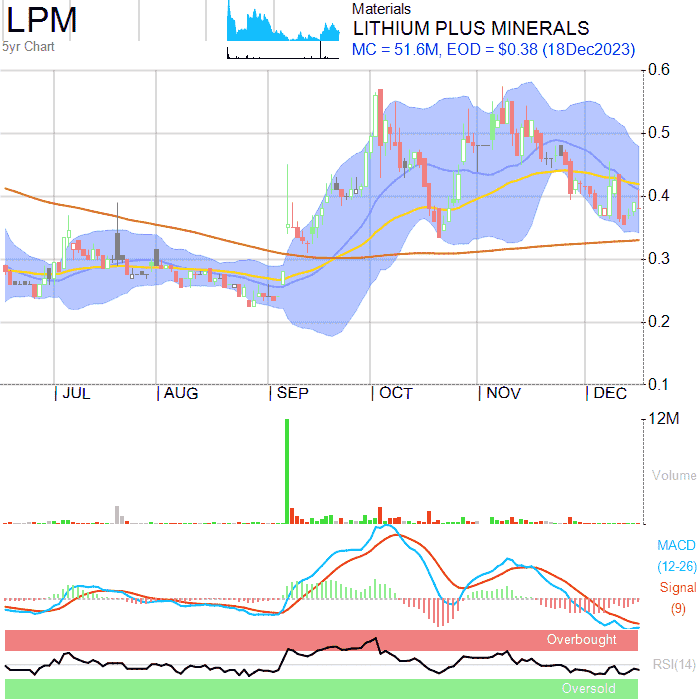 LPM
5yr Chart
Materials
LITHIUM PLUS MINERALS
MC = 51.6M, EOD = $0.38 (18Dec2023)
0.6
0.5
0.4
0.3
0.2
0.1
JUL AUG SEP OCT NOV DEC
12M
Volume
MACD
(12-26)
Signal
(9)
Overbought
RSI(14)
Oversold